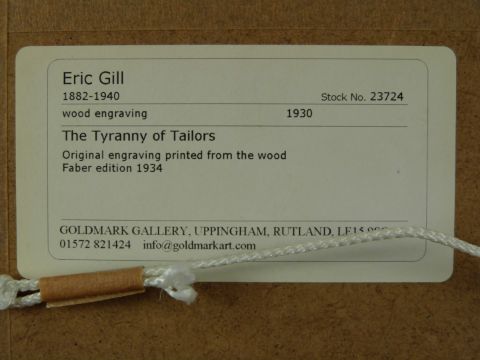 Eric Gill
1882-1940
Stock No. 23724
wood engraving 1930
The Tyranny of Tailors
Original engraving printed from the wood
Faber edition 1934
GOLDMARK GALLERY, UPPINGHAM, RUTLAND, LE15
01572 821424 info@goldmarkart.com